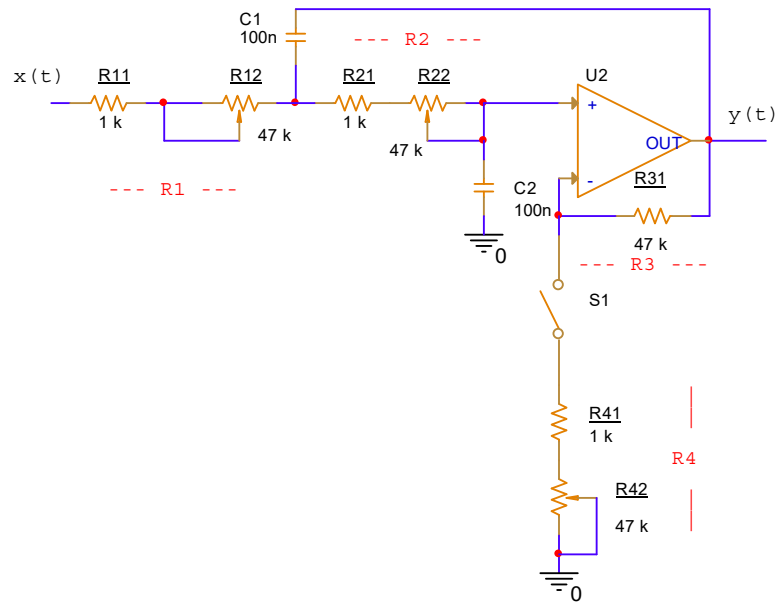 C1
100n
--- R2 ---
x(t)
R11
1 k
R12
47 k
R21
1 k
R22
47 k
U2
+
-
OUT
y(t)
--- R1 ---
C2
100n
0
R31
47 k
--- R3 ---
S1
R41
1 k
R4
R42
47 k
0